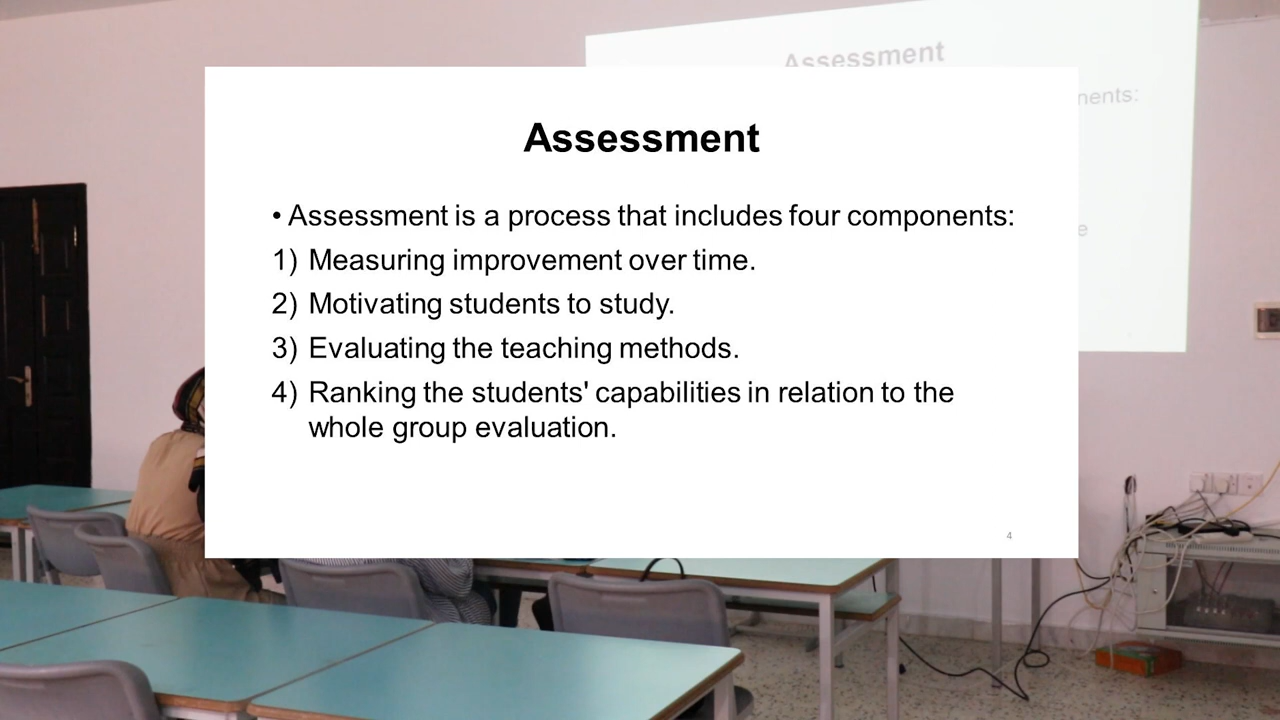 Assessment
nents:
e
Assessment
• Assessment is a process that includes four components:
1) Measuring improvement over time.
2) Motivating students to study.
3) Evaluating the teaching methods.
4) Ranking the students' capabilities in relation to the
whole group evaluation.
4